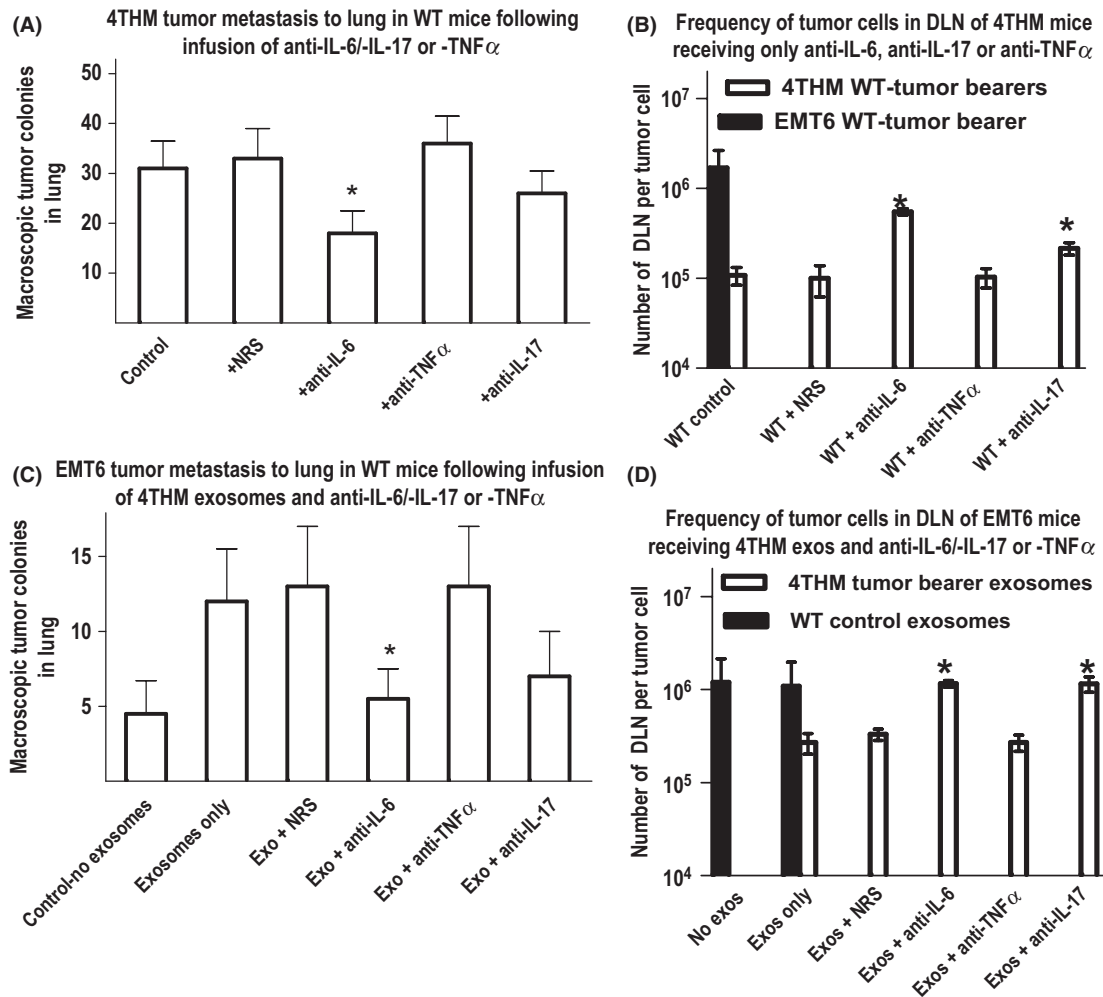 (A)
4THM tumor metastasis to lung in WT mice following
infusion of anti-IL-6/-IL-17 or -TNFα
Macroscopic tumor colonies
in lung
50
40
30
20
10
*
Control
+NRS
+anti-IL-6
+anti-TNFα
+anti-IL-17
(B)
Frequency of tumor cells in DLN of 4THM mice
receiving only anti-IL-6, anti-IL-17 or anti-TNFα
4THM WT-tumor bearers
EMT6 WT-tumor bearer
Number of DLN per tumor cell
10⁷
10⁶
10⁵
10⁴
*
*
WT control
WT + NRS
WT + anti-IL-6
WT + anti-TNFα
WT + anti-IL-17
(C)
EMT6 tumor metastasis to lung in WT mice following infusion
of 4THM exosomes and anti-IL-6/-IL-17 or -TNFα
Macroscopic tumor colonies
in lung
15
10
5
*
Control-no exosomes
Exosomes only
Exo + NRS
Exo + anti-IL-6
Exo + anti-TNFα
Exo + anti-IL-17
(D)
Frequency of tumor cells in DLN of EMT6 mice
receiving 4THM exos and anti-IL-6/-IL-17 or -TNFα
4THM tumor bearer exosomes
WT control exosomes
Number of DLN per tumor cell
10⁷
10⁶
10⁵
10⁴
*
*
No exos
Exos only
Exos + NRS
Exos + anti-IL-6
Exos + anti-TNFα
Exos + anti-IL-17